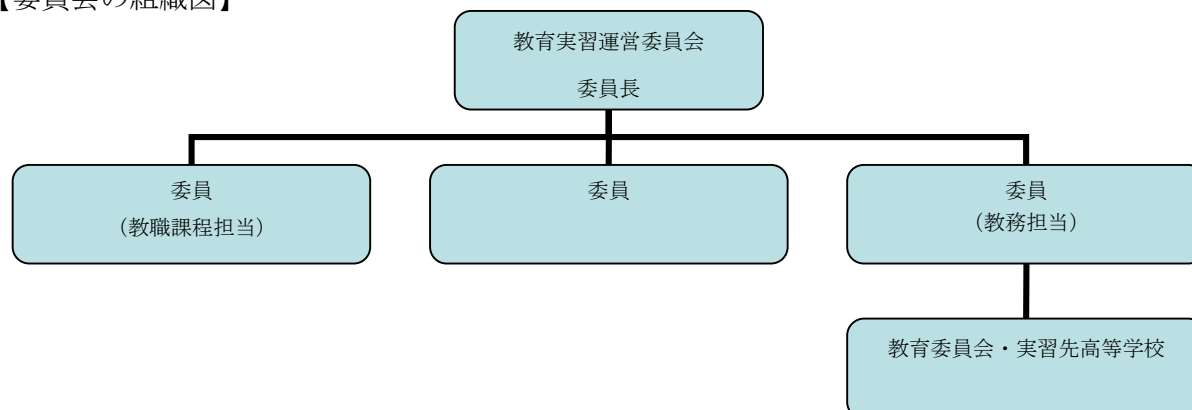 【委員会の組織図】
教育実習運営委員会
委員長
委員
（教職課程担当）
委員
委員
（教務担当）
教育委員会・実習先高等学校